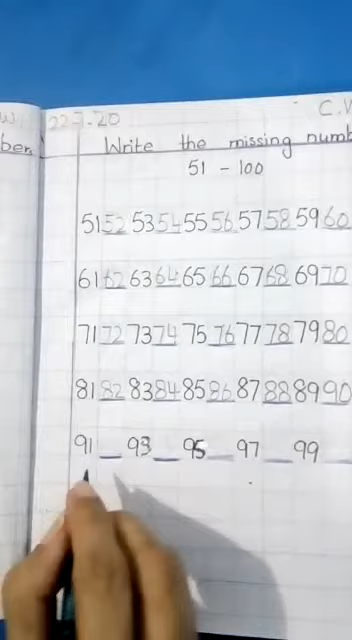 22-7-20 C.W
Write the missing numb
51 - 100
51 52 53 54 55 56 57 58 59 60
61 62 63 64 65 66 67 68 69 70
71 72 73 74 75 76 77 78 79 80
81 82 83 84 85 86 87 88 89 90
91 __ 93 __ 95 __ 97 __ 99 __